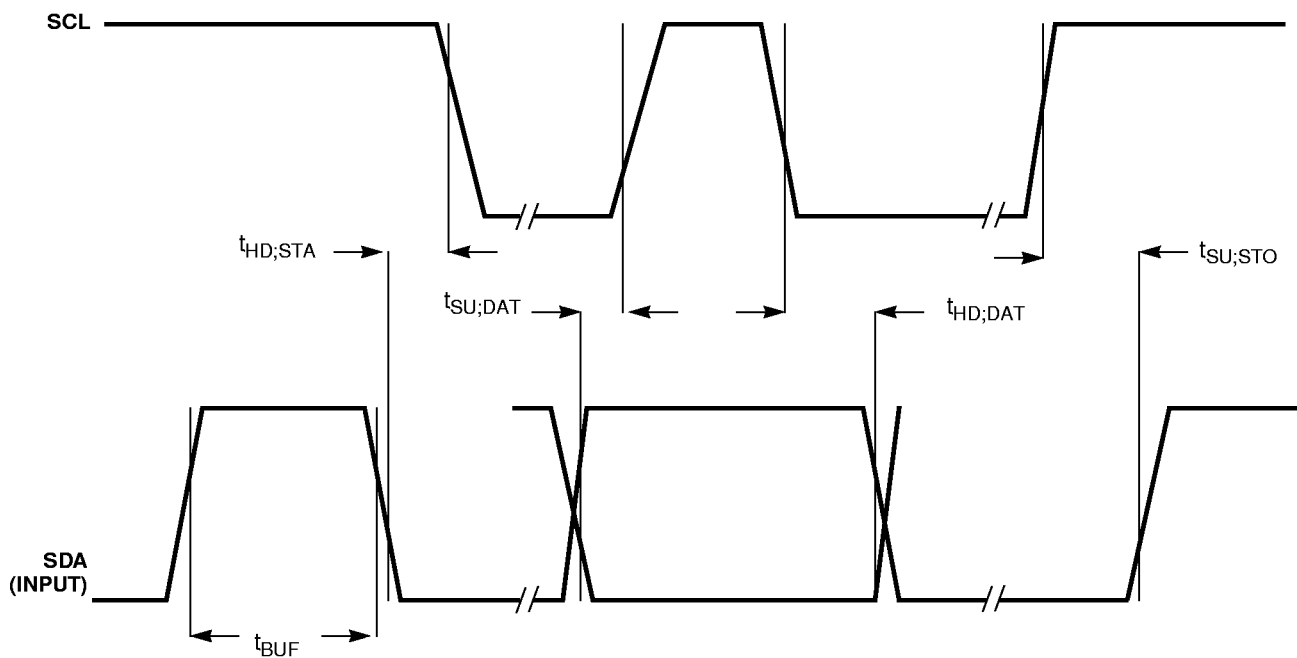 SCL
tHD;STA
tSU;STO
tSU;DAT
tHD;DAT
SDA
(INPUT)
tBUF